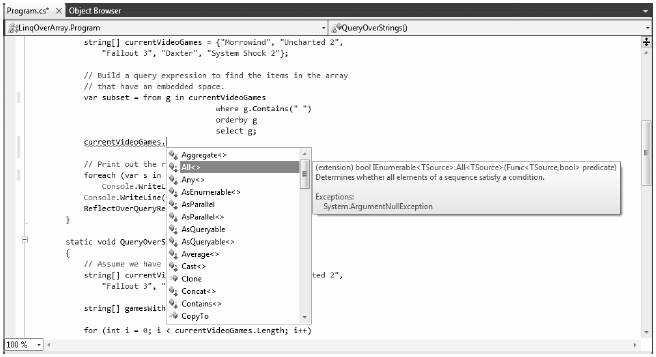 Program.cs* × Object Browser
LinqOverArray.Program QueryOverStrings()
string[] currentVideoGames = {"Morrowind", "Uncharted 2",
"Fallout 3", "Daxter", "System Shock 2"};
// Build a query expression to find the items in the array
// that have an embedded space.
var subset = from g in currentVideoGames
where g.Contains(" ")
orderby g
select g;
currentVideoGames.
Aggregate<>
// Print out the r
All<> (extension) bool IEnumerable<TSource>.All<TSource>(Func<TSource,bool> predicate)
foreach (var s in Any<> Determines whether all elements of a sequence satisfy a condition.
Console.WriteL AsEnumerable<>
Console.WriteLine( AsParallel Exceptions:
ReflectOverQueryRe AsParallel<> System.ArgumentNullException
} AsQueryable
AsQueryable<>
static void QueryOverS Average<>
{ Cast<>
// Assume we have Clone
string[] currentVi Concat<> ted 2",
"Fallout 3", " Contains<>
string[] gamesWith CopyTo
for (int i = 0; i < currentVideoGames.Length; i++)
100 %